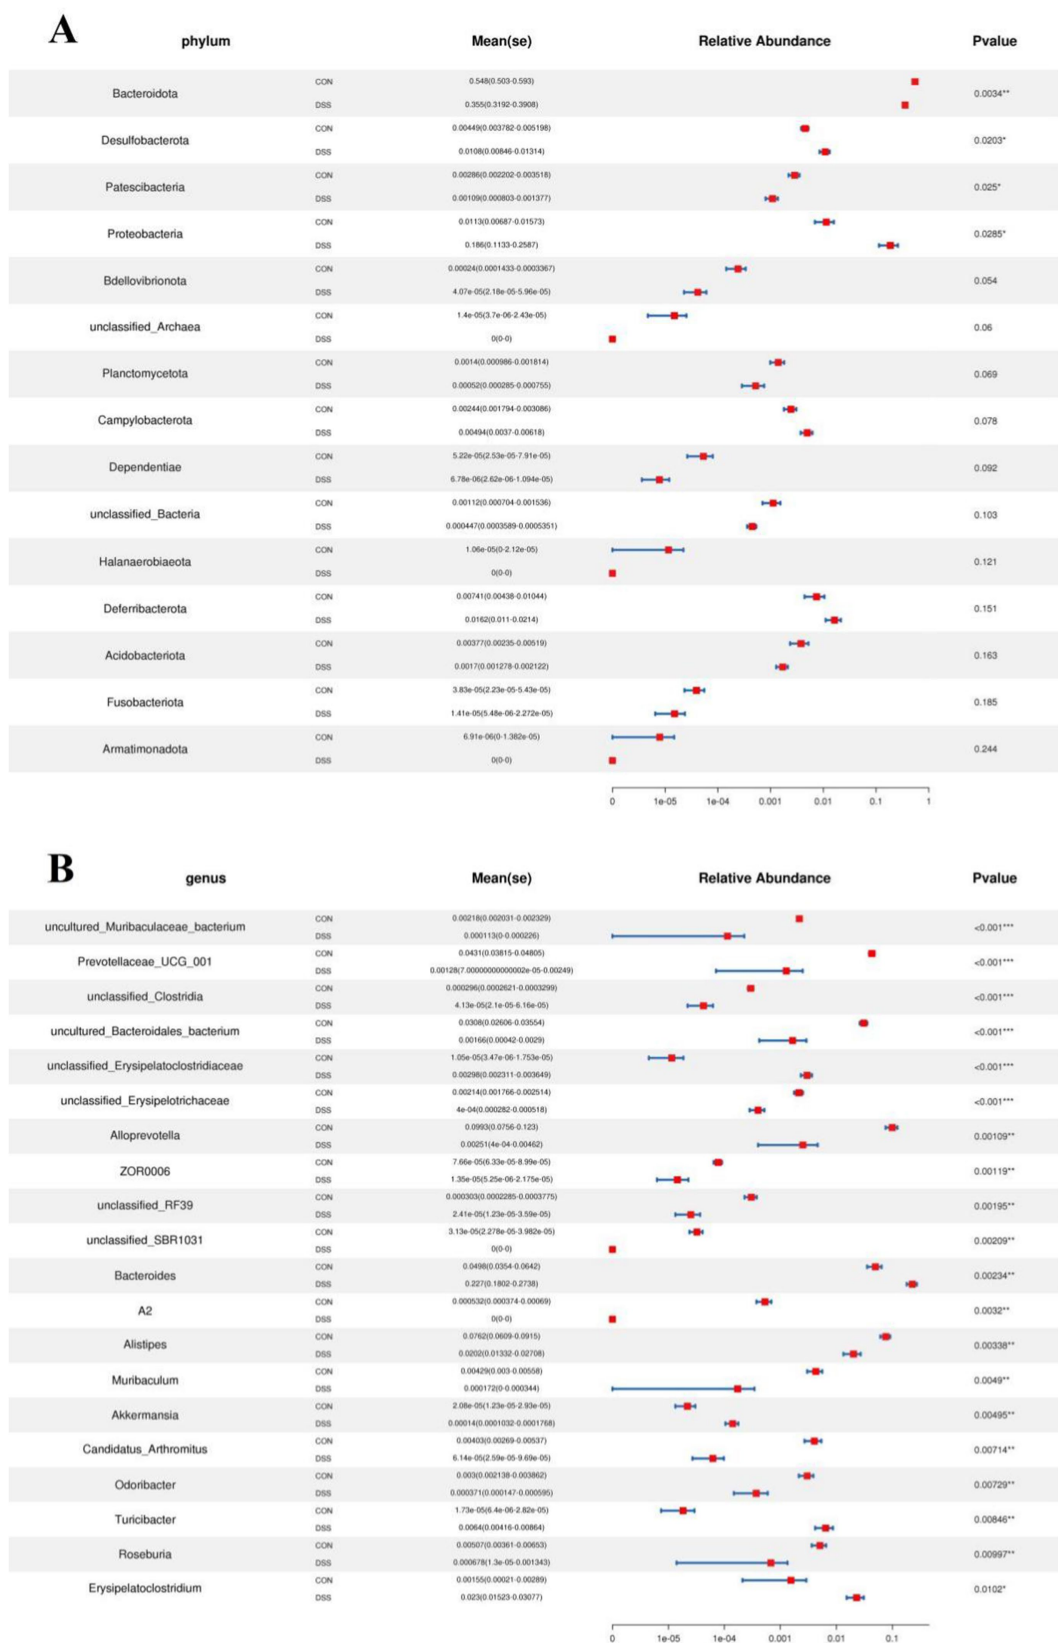 A
phylum Mean(se) Relative Abundance Pvalue
CON 0.548(0.503-0.593)
Bacteroidota 0.0034**
DSS 0.355(0.3192-0.3908)
CON 0.00449(0.003782-0.005198)
Desulfobacterota 0.0203*
DSS 0.0108(0.00846-0.01314)
CON 0.00286(0.002202-0.003518)
Patescibacteria 0.025*
DSS 0.00109(0.000803-0.001377)
CON 0.0113(0.00687-0.01573)
Proteobacteria 0.0285*
DSS 0.186(0.1133-0.2587)
CON 0.00024(0.0001433-0.0003367)
Bdellovibrionota 0.054
DSS 4.07e-05(2.18e-05-5.96e-05)
CON 1.4e-05(3.7e-06-2.43e-05)
unclassified_Archaea 0.06
DSS 0(0-0)
CON 0.0014(0.000986-0.001814)
Planctomycetota 0.069
DSS 0.00052(0.000285-0.000755)
CON 0.00244(0.001794-0.003086)
Campylobacterota 0.078
DSS 0.00494(0.0037-0.00618)
CON 5.22e-05(2.53e-05-7.91e-05)
Dependentiae 0.092
DSS 6.78e-06(2.62e-06-1.094e-05)
CON 0.00112(0.000704-0.001536)
unclassified_Bacteria 0.103
DSS 0.000447(0.0003589-0.0005351)
CON 1.06e-05(0-2.12e-05)
Halanaerobiaeota 0.121
DSS 0(0-0)
CON 0.00741(0.00438-0.01044)
Deferribacterota 0.151
DSS 0.0162(0.011-0.0214)
CON 0.00377(0.00235-0.00519)
Acidobacteriota 0.163
DSS 0.0017(0.001278-0.002122)
CON 3.83e-05(2.23e-05-5.43e-05)
Fusobacteriota 0.185
DSS 1.41e-05(5.48e-06-2.272e-05)
CON 6.91e-06(0-1.382e-05)
Armatimonadota 0.244
DSS 0(0-0)
0 1e-05 1e-04 0.001 0.01 0.1 1
B
genus Mean(se) Relative Abundance Pvalue
CON 0.00218(0.002031-0.002329)
uncultured_Muribaculaceae_bacterium <0.001***
DSS 0.000113(0-0.000226)
CON 0.0431(0.03815-0.04805)
Prevotellaceae_UCG_001 <0.001***
DSS 0.00128(7.00000000000002e-05-0.00249)
CON 0.000296(0.0002621-0.0003299)
unclassified_Clostridia <0.001***
DSS 4.13e-05(2.1e-05-6.16e-05)
CON 0.0308(0.02606-0.03554)
uncultured_Bacteroidales_bacterium <0.001***
DSS 0.00166(0.00042-0.0029)
CON 1.05e-05(3.47e-06-1.753e-05)
unclassified_Erysipelatoclostridiaceae <0.001***
DSS 0.00298(0.002311-0.003649)
CON 0.00214(0.001766-0.002514)
unclassified_Erysipelotrichaceae <0.001***
DSS 4e-04(0.000282-0.000518)
CON 0.0993(0.0756-0.123)
Alloprevotella 0.00109**
DSS 0.00251(4e-04-0.00462)
CON 7.66e-05(6.33e-05-8.99e-05)
ZOR0006 0.00119**
DSS 1.35e-05(5.25e-06-2.175e-05)
CON 0.000303(0.0002285-0.0003775)
unclassified_RF39 0.00195**
DSS 2.41e-05(1.23e-05-3.59e-05)
CON 3.13e-05(2.278e-05-3.982e-05)
unclassified_SBR1031 0.00209**
DSS 0(0-0)
CON 0.0498(0.0354-0.0642)
Bacteroides 0.00234**
DSS 0.227(0.1802-0.2738)
CON 0.000532(0.000374-0.00069)
A2 0.0032**
DSS 0(0-0)
CON 0.0762(0.0609-0.0915)
Alistipes 0.00338**
DSS 0.0202(0.01332-0.02708)
CON 0.00429(0.003-0.00558)
Muribaculum 0.0049**
DSS 0.000172(0-0.000344)
CON 2.08e-05(1.23e-05-2.93e-05)
Akkermansia 0.00495**
DSS 0.00014(0.0001032-0.0001768)
CON 0.00403(0.00269-0.00537)
Candidatus_Arthromitus 0.00714**
DSS 6.14e-05(2.59e-05-9.69e-05)
CON 0.003(0.002138-0.003862)
Odoribacter 0.00729**
DSS 0.000371(0.000147-0.000595)
CON 1.73e-05(6.4e-06-2.82e-05)
Turicibacter 0.00846**
DSS 0.0064(0.00416-0.00864)
CON 0.00507(0.00361-0.00653)
Roseburia 0.00997**
DSS 0.000678(1.3e-05-0.001343)
CON 0.00155(0.00021-0.00289)
Erysipelatoclostridium 0.0102*
DSS 0.023(0.01523-0.03077)
0 1e-05 1e-04 0.001 0.01 0.1